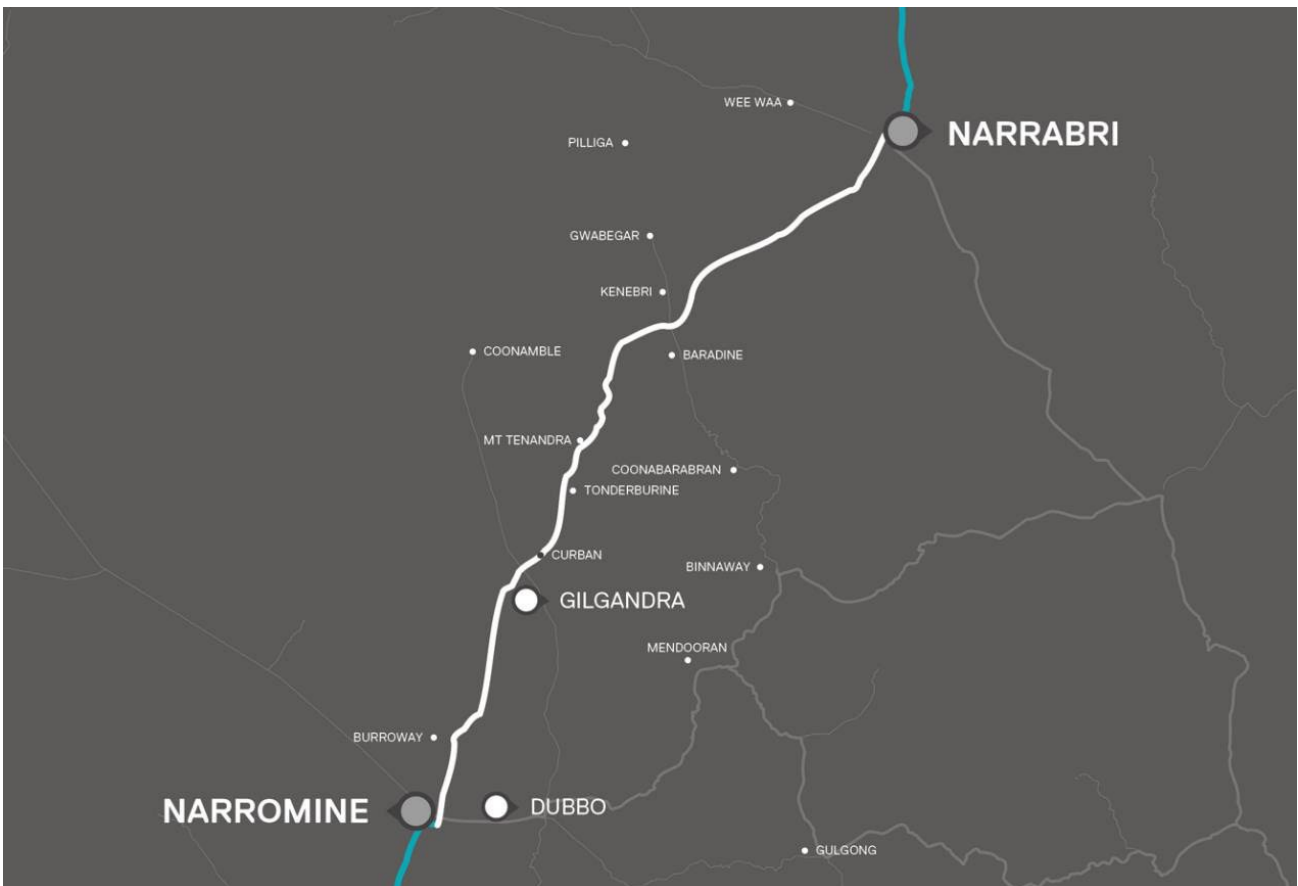 WEE WAA
NARRABRI
PILLIGA
GWABEGAR
KENEBRI
COONAMBLE
BARADINE
MT TENANDRA
COONABARABRAN
TONDERBURINE
CURBAN
BINNAWAY
GILGANDRA
MENDOORAN
BURROWAY
NARROMINE
DUBBO
GULGONG